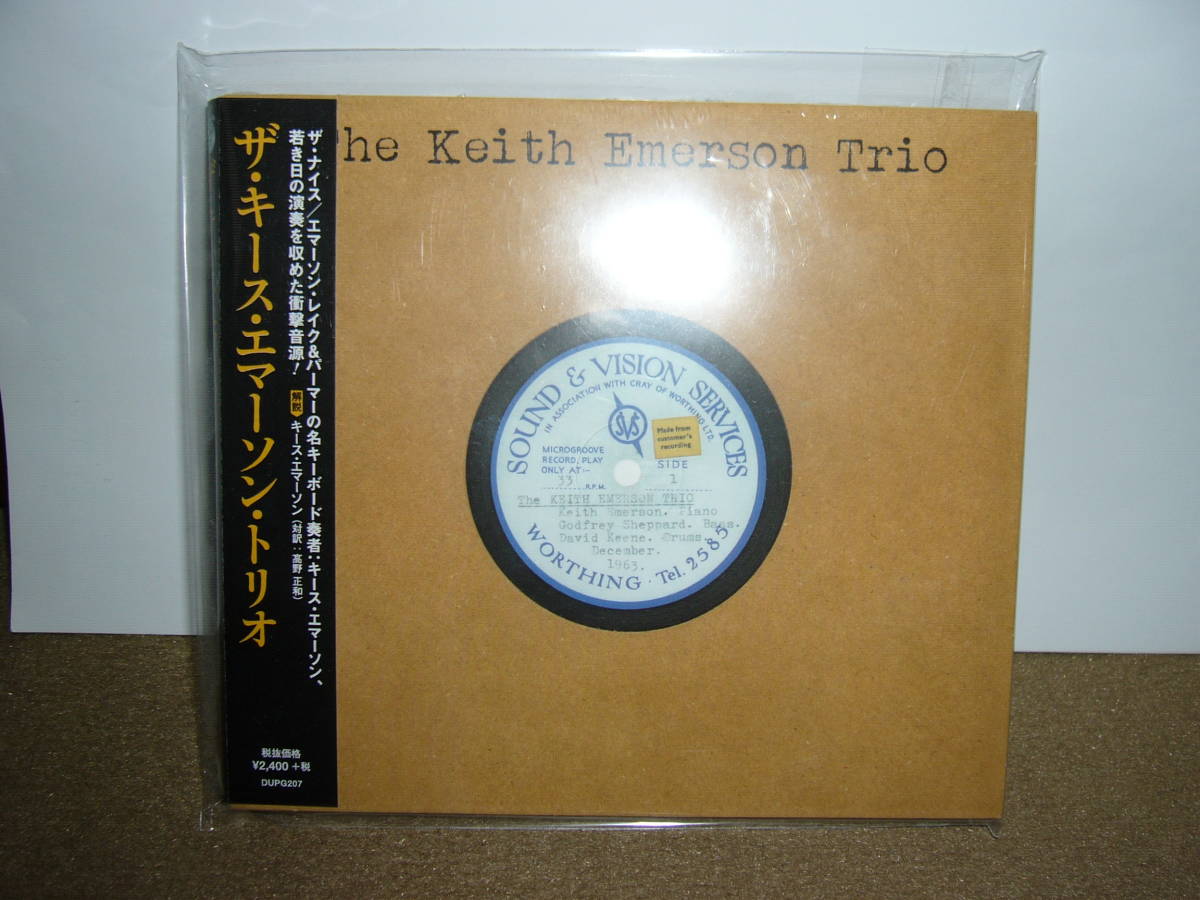 The Keith Emerson Trio
ザ・キース・エマーソン・トリオ
ザ・ナイス/エマーソン・レイク&パーマーの名キーボード奏者:キース・エマーソン、
若き日の演奏を収めた衝撃音源!
解説 キース・エマーソン(対訳:高野 正和)
税抜価格
¥2,400 +税
DUPG207
SOUND & VISION SERVICES
IN ASSOCIATION WITH CRAY OF WORTHING LTD.
SVS
Made from
customer's
recording
MICROGROOVE
RECORD, PLAY
ONLY AT:-
33 R.P.M.
SIDE
1
The KEITH EMERSON TRIO
Keith Emerson. Piano
Godfrey Sheppard. Bass.
David Keene. Drums.
December.
1963.
WORTHING · Tel. 2585